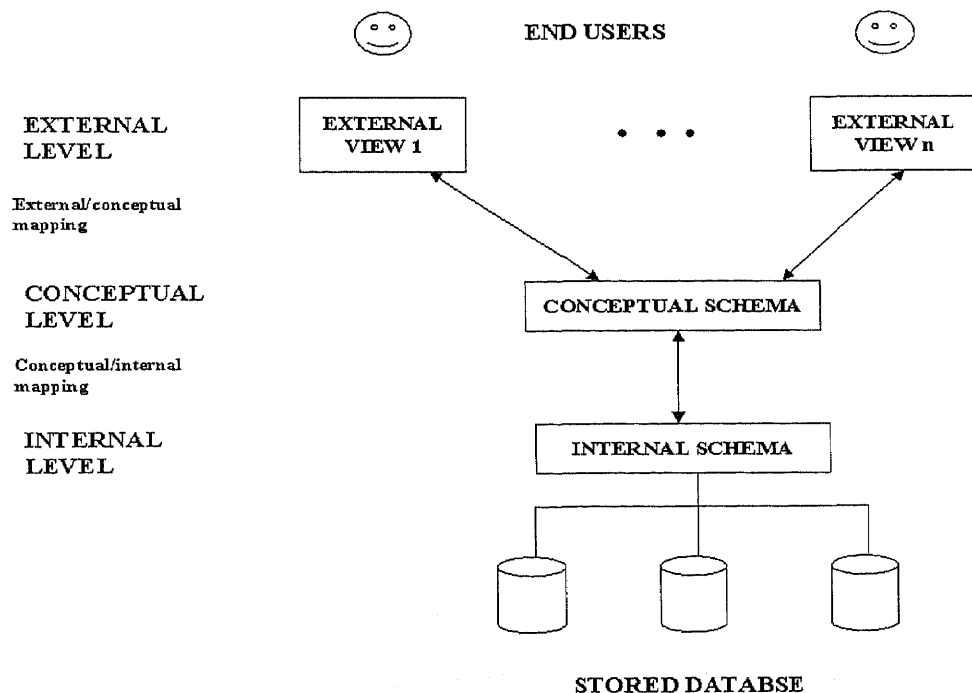 END USERS
EXTERNAL
LEVEL
EXTERNAL
VIEW 1
EXTERNAL
VIEW n
External/conceptual
mapping
CONCEPTUAL
LEVEL
CONCEPTUAL SCHEMA
Conceptual/internal
mapping
INTERNAL
LEVEL
INTERNAL SCHEMA
STORED DATABSE